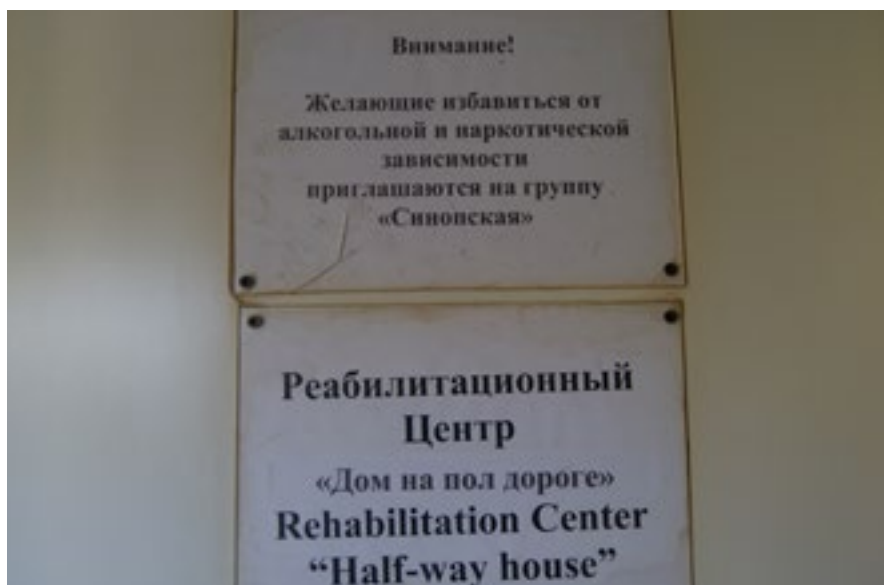 Внимание!
Желающие избавиться от
алкогольной и наркотической
зависимости
приглашаются на группу
«Синопская»
Реабилитационный
Центр
«Дом на пол дороге»
Rehabilitation Center
“Half-way house”